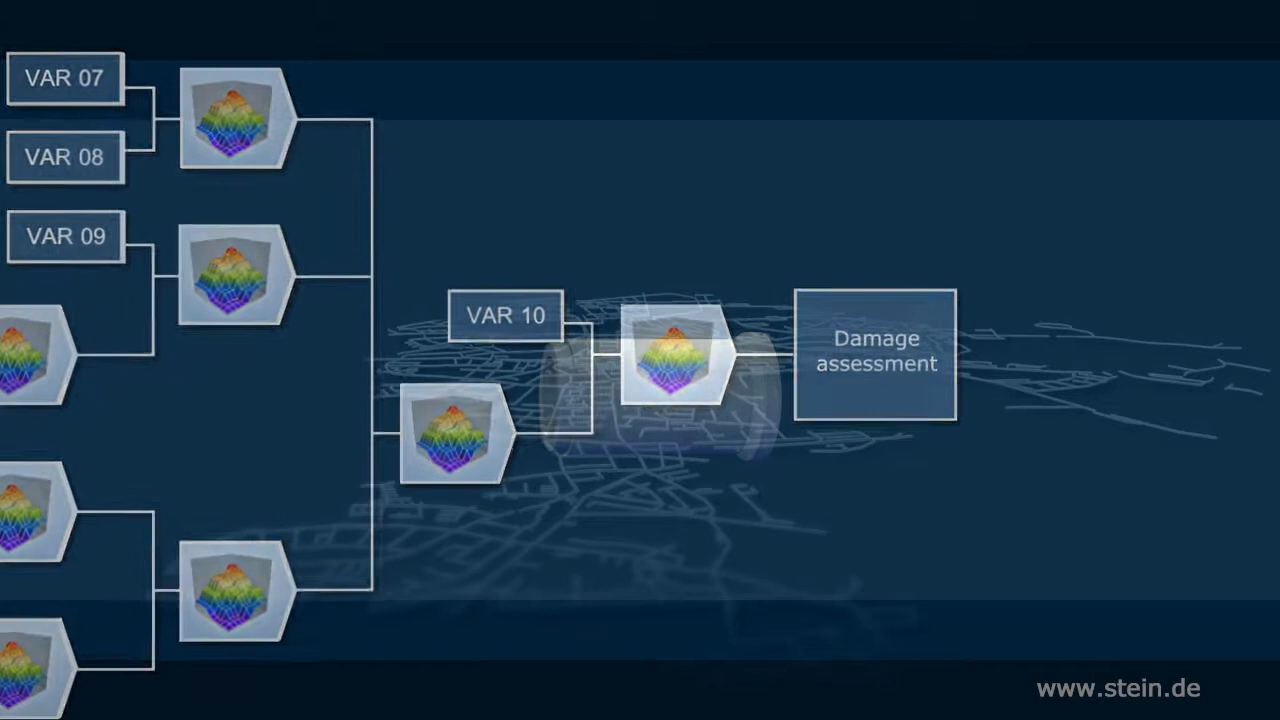 VAR 07
VAR 08
VAR 09
VAR 10
Damage
assessment
www.stein.de